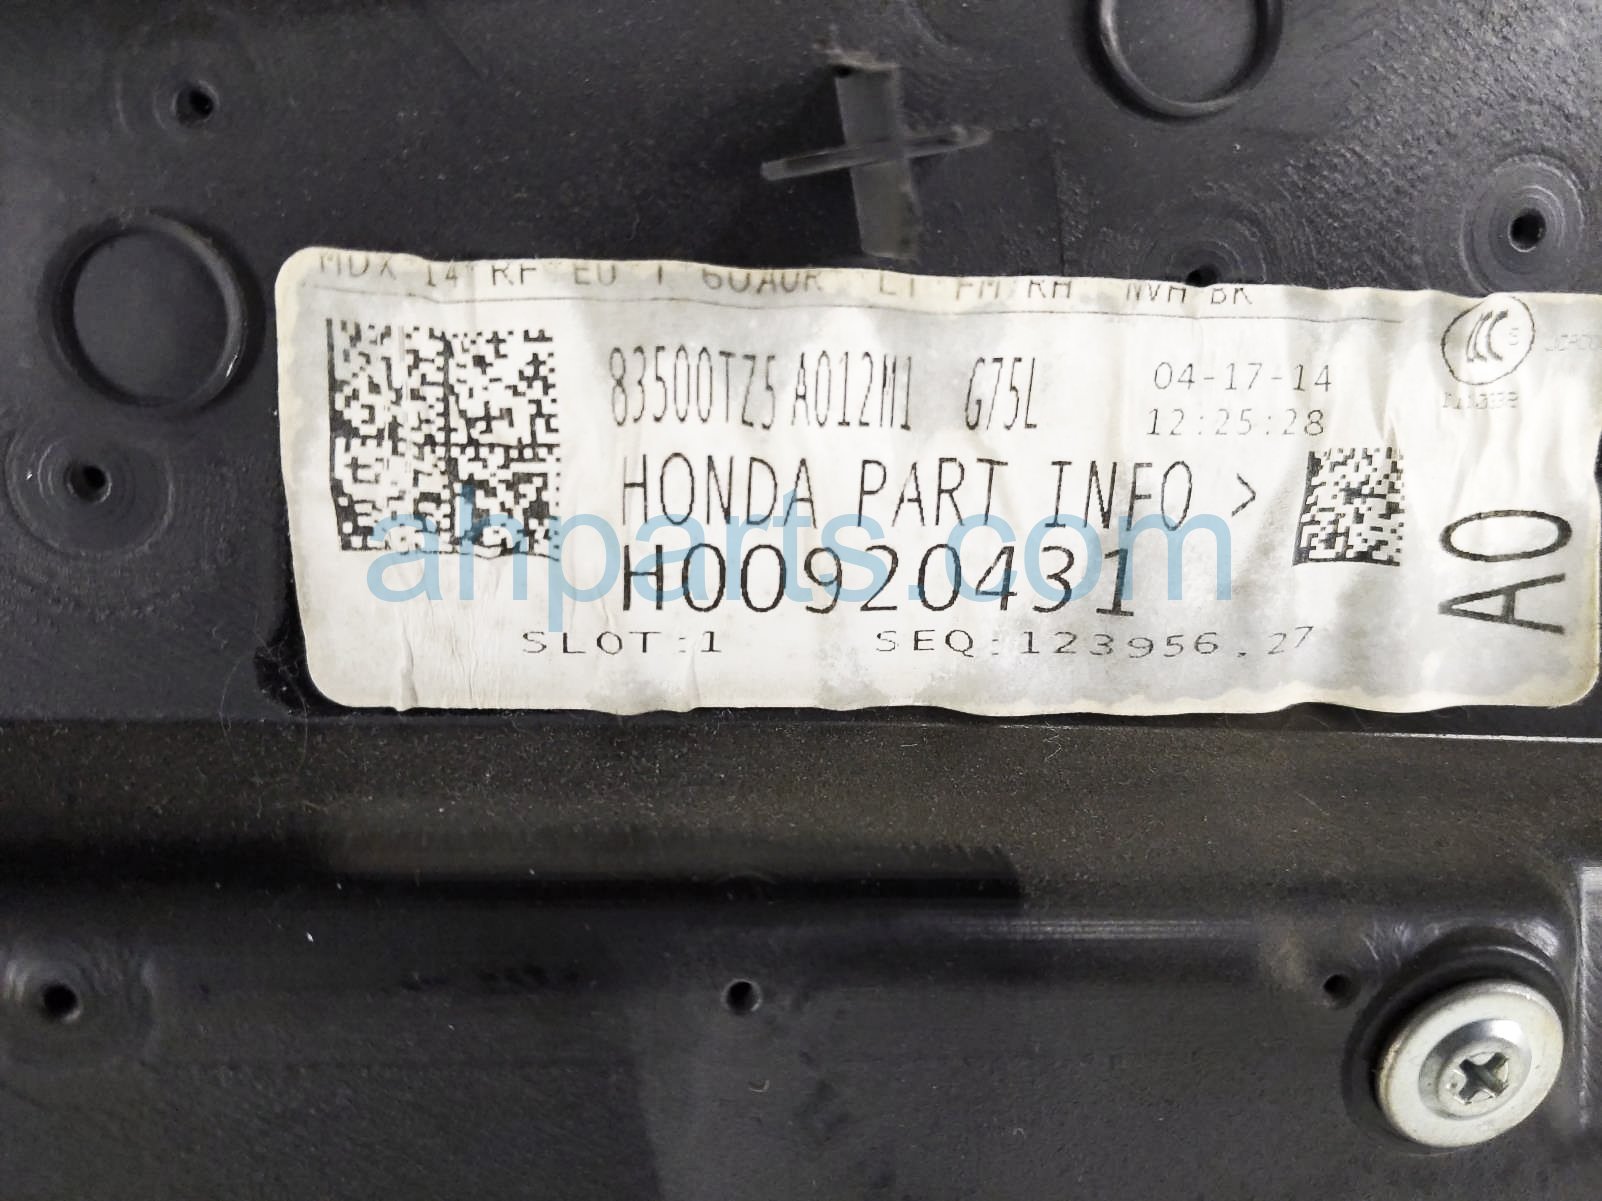 MDX 14 RF EU T 60A0R LT FM/RH NVH BK
83500TZ5 A012M1 G75L
04-17-14
12:25:28
HONDA PART INFO >
H00920431
SLOT:1 SEQ:123956.27
A0
ahparts.com